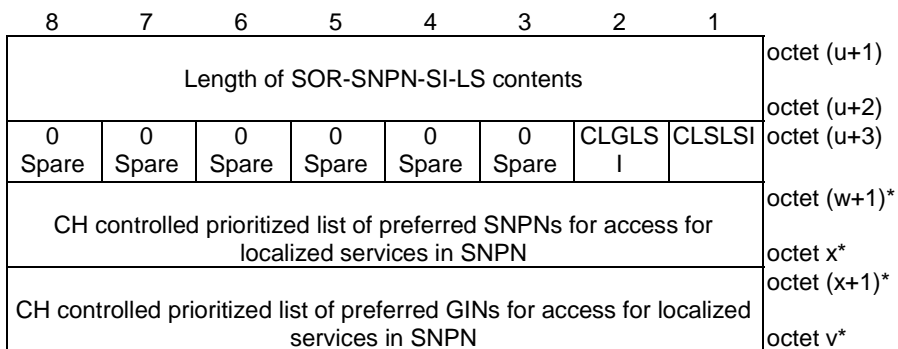 8 7 6 5 4 3 2 1
octet (u+1)
Length of SOR-SNPN-SI-LS contents
octet (u+2)
0 0 0 0 0 0 CLGLS CLSLSI octet (u+3)
Spare Spare Spare Spare Spare Spare I
octet (w+1)*
CH controlled prioritized list of preferred SNPNs for access for
localized services in SNPN octet x*
octet (x+1)*
CH controlled prioritized list of preferred GINs for access for localized
services in SNPN octet v*